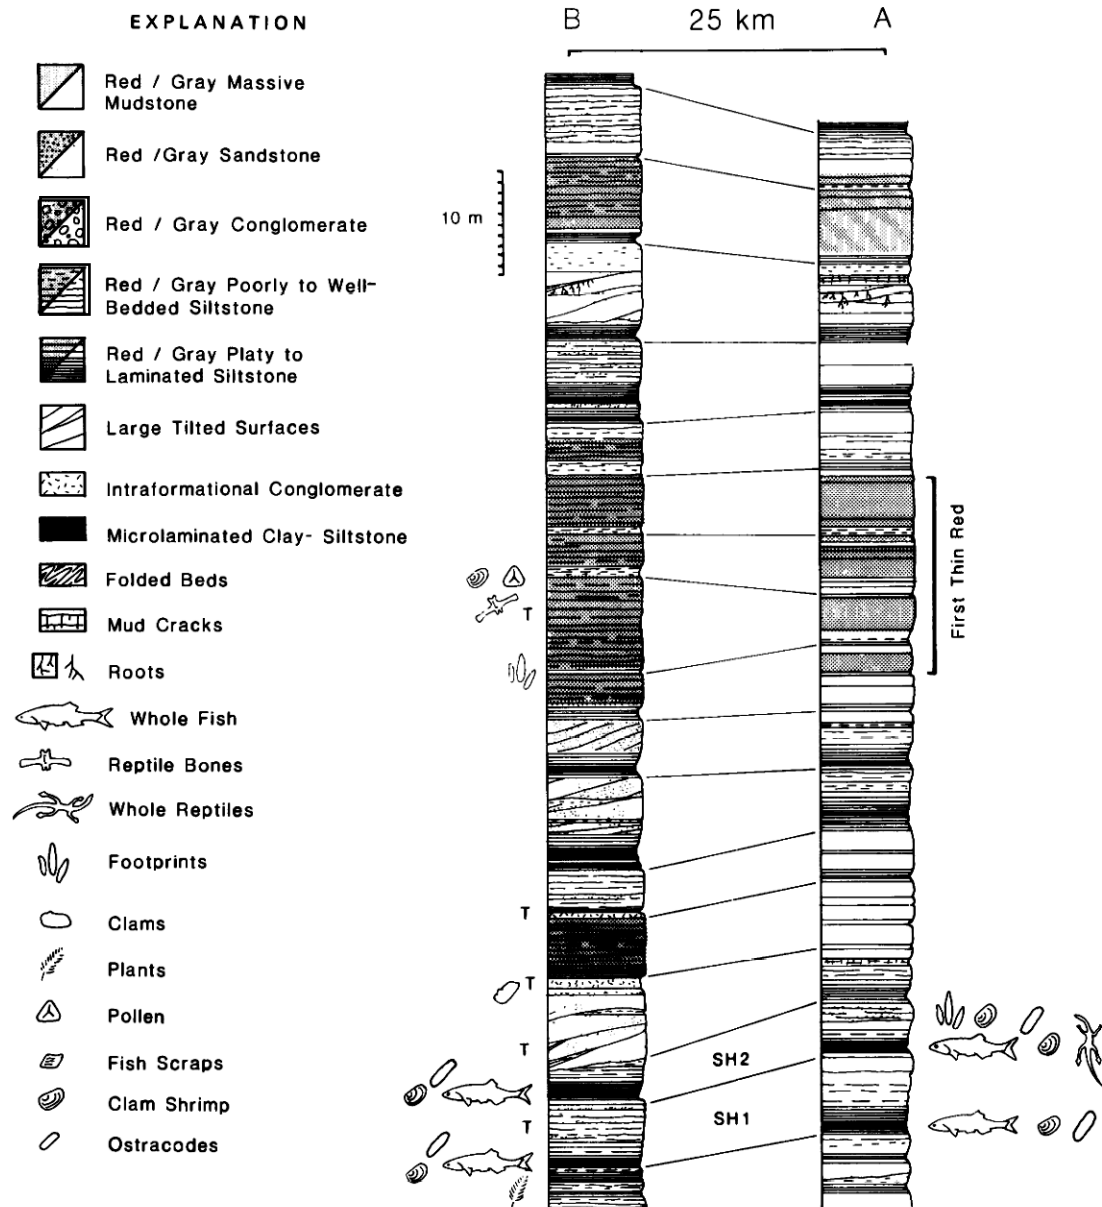 EXPLANATION
Red / Gray Massive
Mudstone
Red /Gray Sandstone
Red / Gray Conglomerate
Red / Gray Poorly to Well-
Bedded Siltstone
Red / Gray Platy to
Laminated Siltstone
Large Tilted Surfaces
Intraformational Conglomerate
Microlaminated Clay- Siltstone
Folded Beds
Mud Cracks
Roots
Whole Fish
Reptile Bones
Whole Reptiles
Footprints
Clams
Plants
Pollen
Fish Scraps
Clam Shrimp
Ostracodes
B 25 km A
10 m
First Thin Red
T
T
T
T
SH2
T
SH1